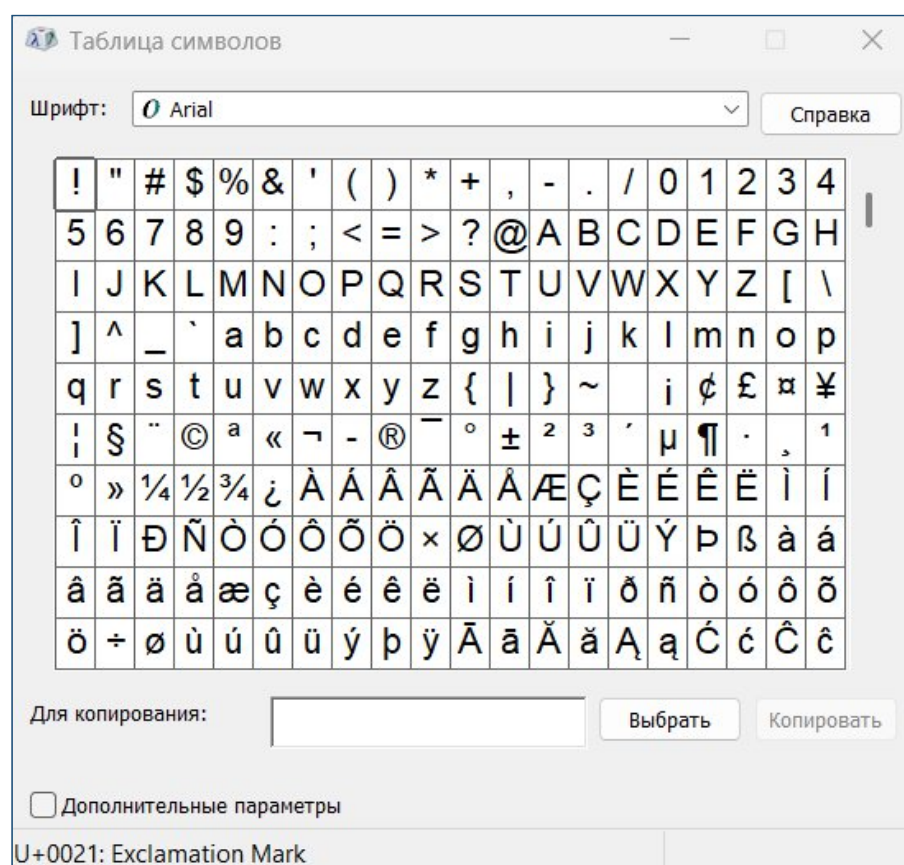 Таблица символов
Шрифт: O Arial Справка
! " # $ % & ' ( ) * + , - . / 0 1 2 3 4
5 6 7 8 9 : ; < = > ? @ A B C D E F G H
I J K L M N O P Q R S T U V W X Y Z [ \
] ^ _ ` a b c d e f g h i j k l m n o p
q r s t u v w x y z { | } ~   ¡ ¢ £ ¤ ¥
¦ § ¨ © ª « ¬ - ® ¯ ° ± ² ³ ´ µ ¶ · ¸ ¹
º » ¼ ½ ¾ ¿ À Á Â Ã Ä Å Æ Ç È É Ê Ë Ì Í
Î Ï Ð Ñ Ò Ó Ô Õ Ö × Ø Ù Ú Û Ü Ý Þ ß à á
â ã ä å æ ç è é ê ë ì í î ï ð ñ ò ó ô õ
ö ÷ ø ù ú û ü ý þ ÿ Ā ā Ă ă Ą ą Ć ć Ĉ ĉ
Для копирования: Выбрать Копировать
Дополнительные параметры
U+0021: Exclamation Mark